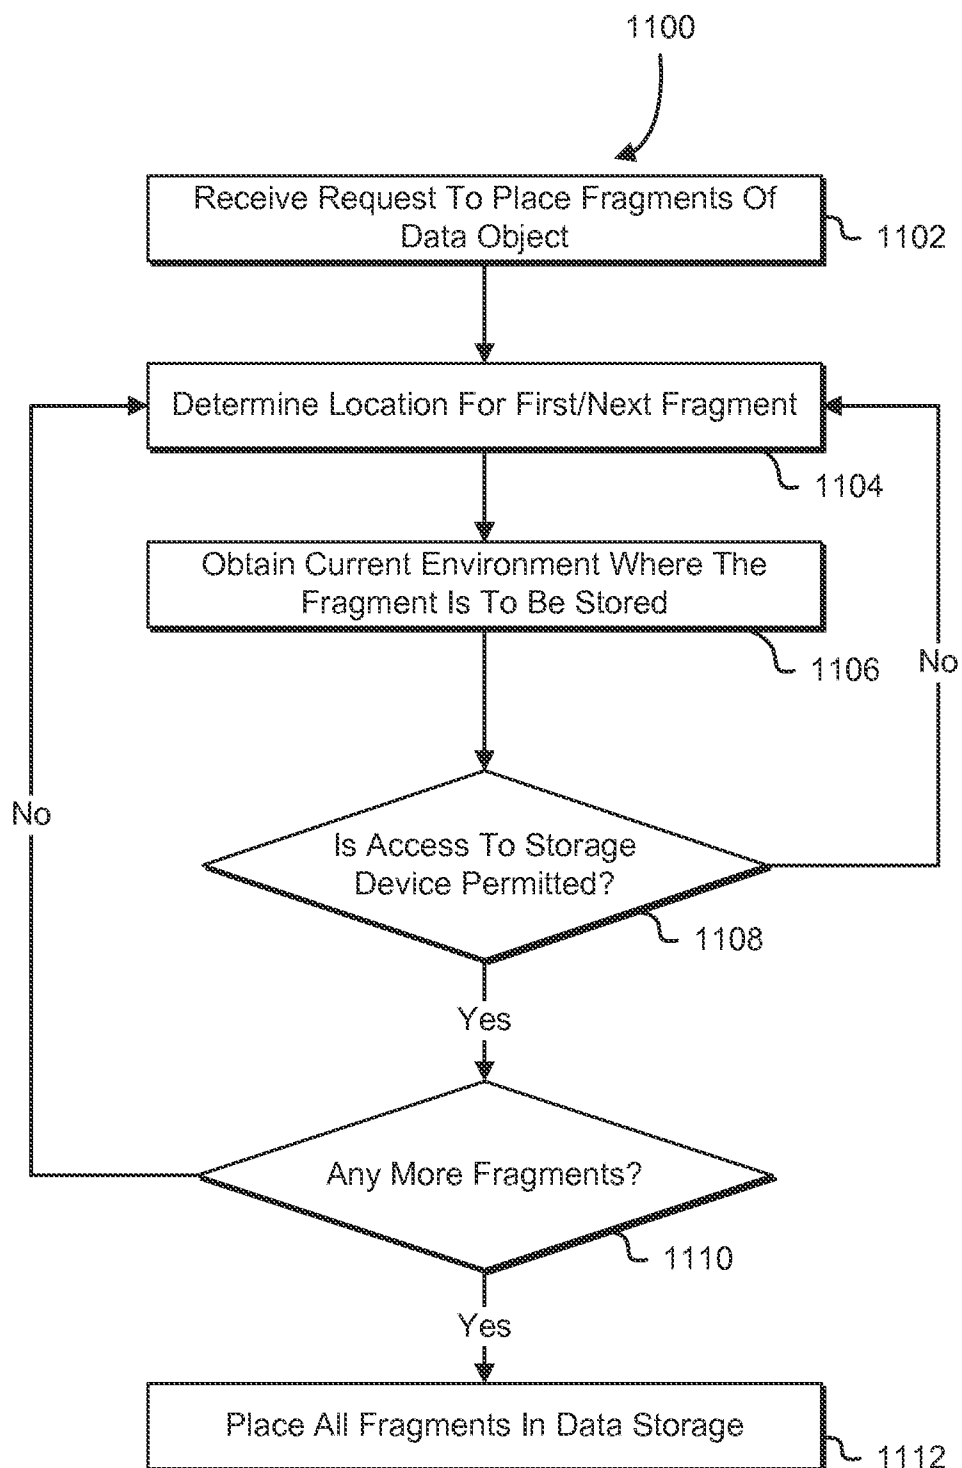 1100
Receive Request To Place Fragments Of
Data Object
1102
Determine Location For First/Next Fragment
1104
Obtain Current Environment Where The
Fragment Is To Be Stored
1106
No
No
Is Access To Storage
Device Permitted?
1108
Yes
Any More Fragments?
1110
Yes
Place All Fragments In Data Storage
1112